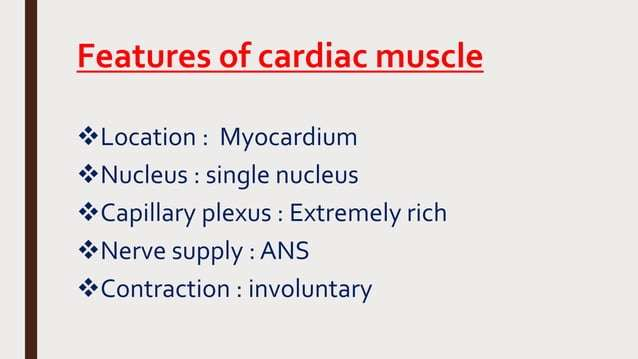 Features of cardiac muscle
❖Location :  Myocardium
❖Nucleus : single nucleus
❖Capillary plexus : Extremely rich
❖Nerve supply : ANS
❖Contraction : involuntary